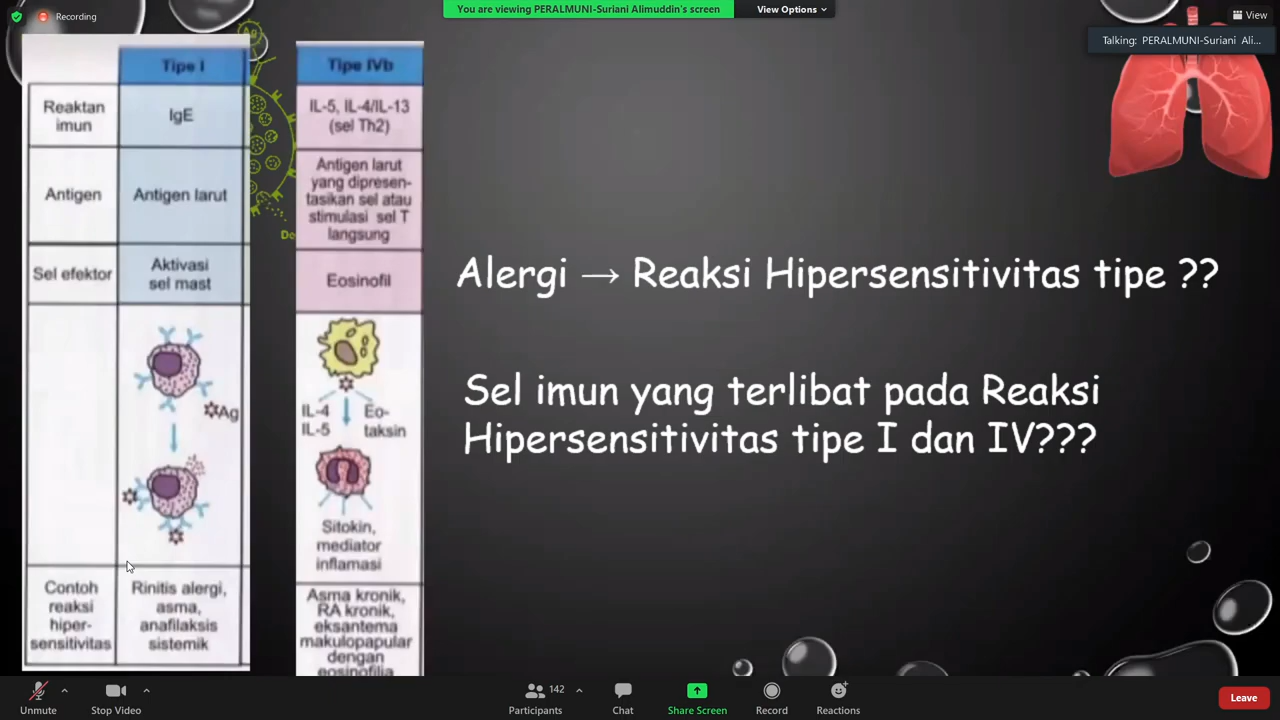 Recording
You are viewing PERALMUNI-Suriani Alimuddin's screen
View Options
View
Talking: PERALMUNI-Suriani Ali...
Tipe I
Tipe IVb
Reaktan
imun
IgE
IL-5, IL-4/IL-13
(sel Th2)
Antigen
Antigen larut
Antigen larut
yang dipresen-
tasikan sel atau
stimulasi sel T
langsung
Sel efektor
Aktivasi
sel mast
Eosinofil
Ag
IL-4
IL-5
Eo-
taksin
Sitokin,
mediator
inflamasi
Contoh
reaksi
hiper-
sensitivitas
Rinitis alergi,
asma,
anafilaksis
sistemik
Asma kronik,
RA kronik,
eksantema
makulopapular
dengan
eosinofilia
Ag
De
Alergi → Reaksi Hipersensitivitas tipe ??
Sel imun yang terlibat pada Reaksi
Hipersensitivitas tipe I dan IV???
Unmute
Stop Video
142
Participants
Chat
Share Screen
Record
Reactions
Leave